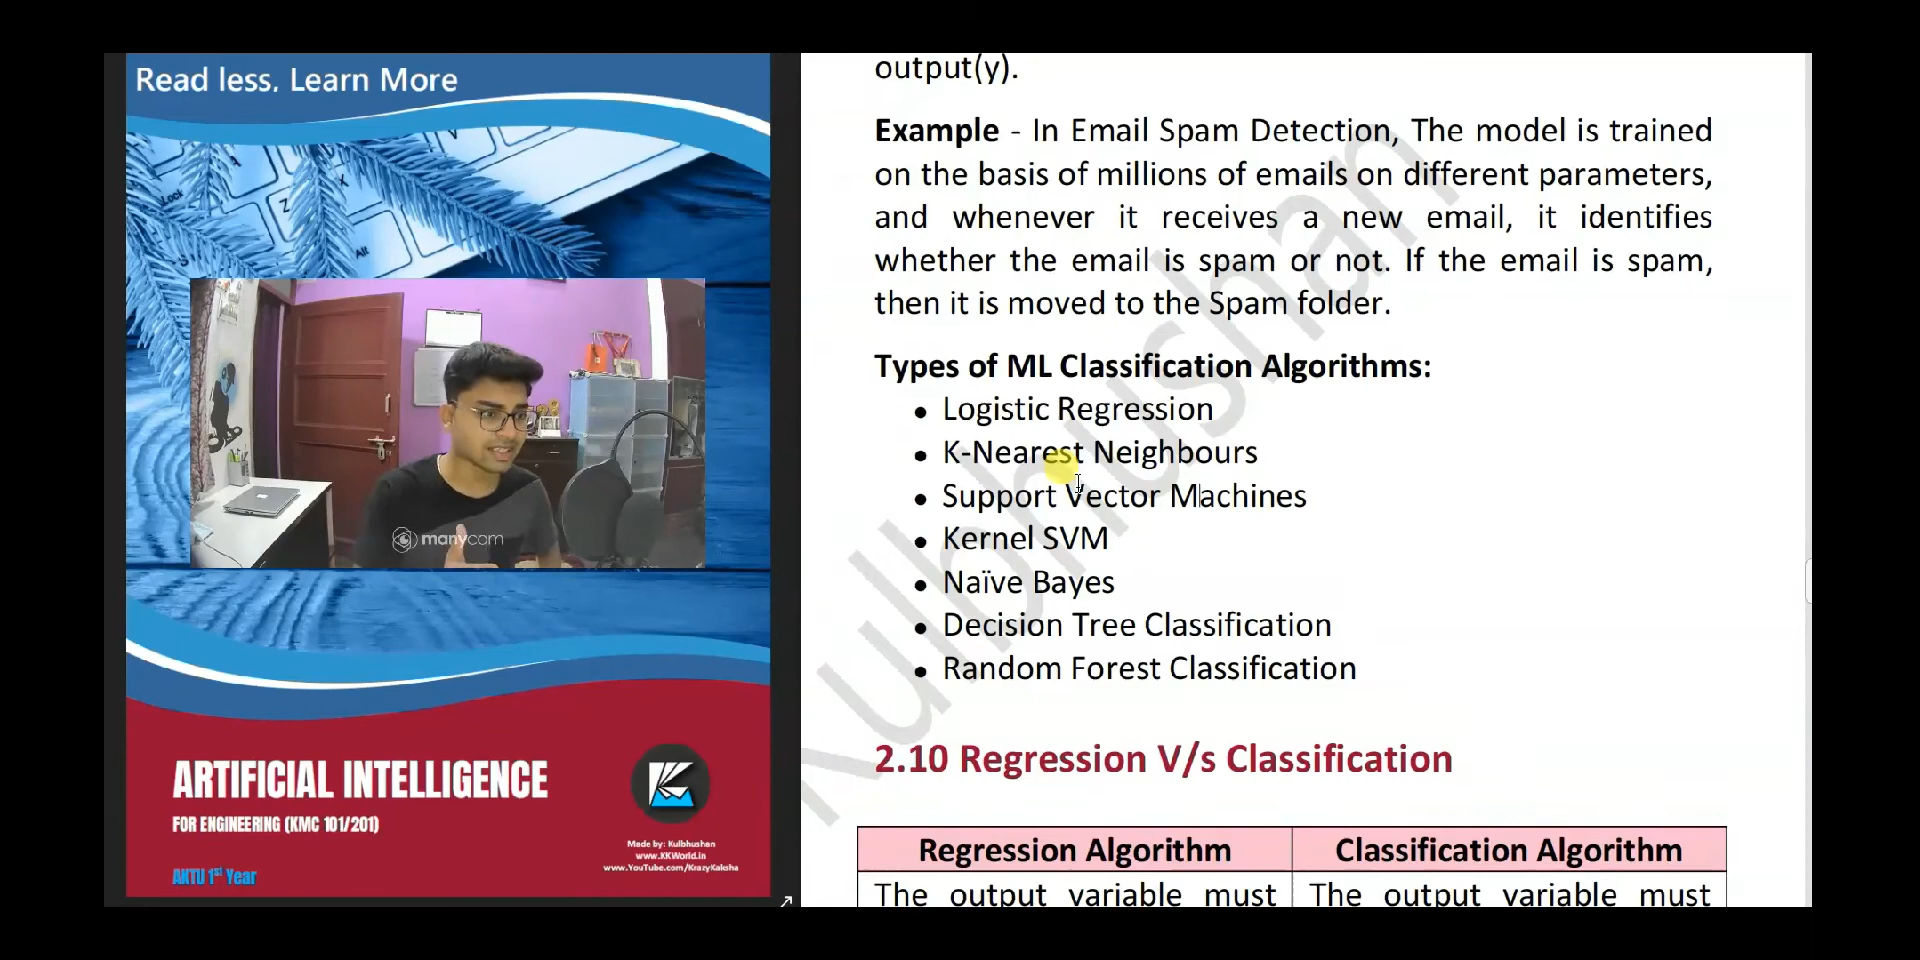 Read less, Learn More
manycam
ARTIFICIAL INTELLIGENCE
FOR ENGINEERING (KMC 101/201)
AKTU 1st Year
Made by: Kulbhushan
www.KKWorld.in
www.YouTube.com/KrazyKaksha
output(y).
Example - In Email Spam Detection, The model is trained
on the basis of millions of emails on different parameters,
and whenever it receives a new email, it identifies
whether the email is spam or not. If the email is spam,
then it is moved to the Spam folder.
Types of ML Classification Algorithms:
• Logistic Regression
• K-Nearest Neighbours
• Support Vector Machines
• Kernel SVM
• Naïve Bayes
• Decision Tree Classification
• Random Forest Classification
2.10 Regression V/s Classification
Regression Algorithm
Classification Algorithm
The output variable must
The output variable must
Kulbhushan
Lock
Z
X
Alt